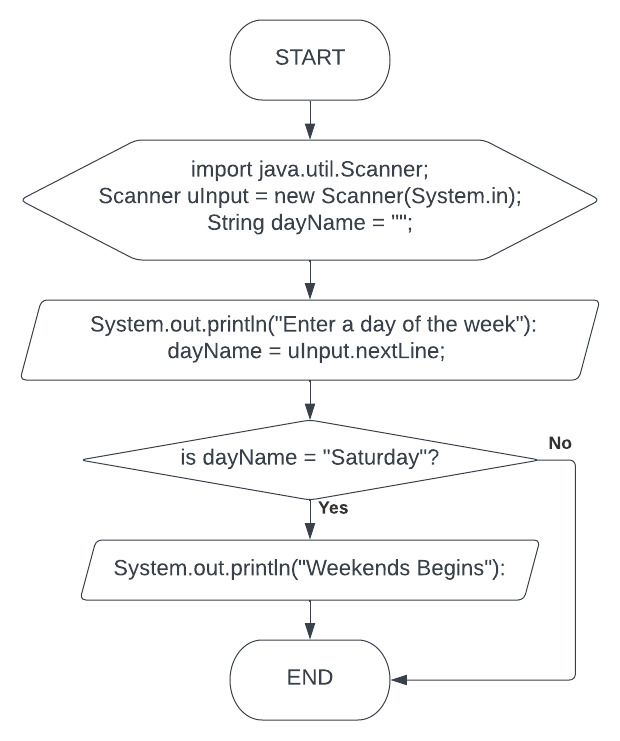 START
import java.util.Scanner;
Scanner uInput = new Scanner(System.in);
String dayName = "";
System.out.println("Enter a day of the week"):
dayName = uInput.nextLine;
is dayName = "Saturday"?
No
Yes
System.out.println("Weekends Begins"):
END